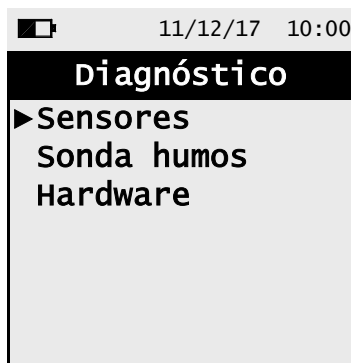 11/12/17 10:00
Diagnóstico
Sensores
Sonda humos
Hardware